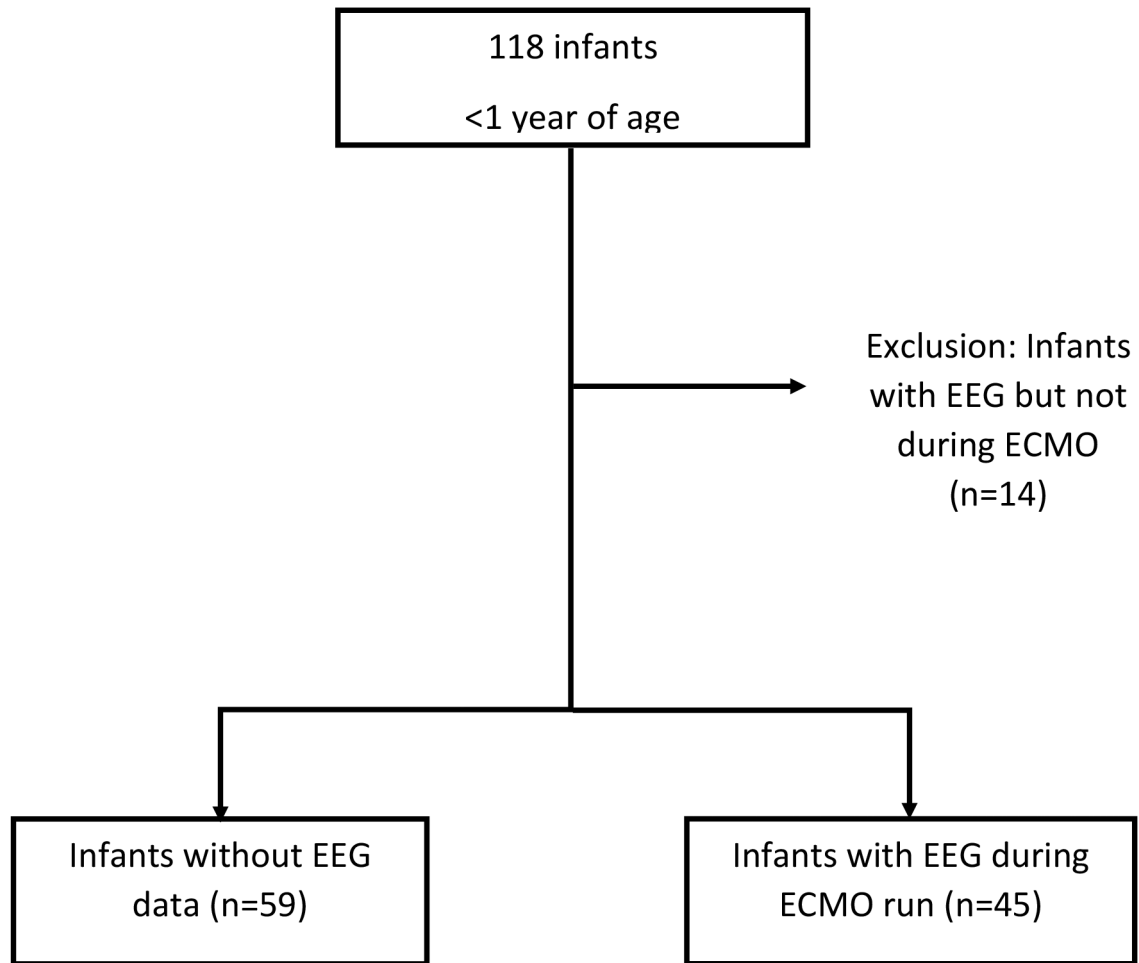 118 infants
<1 year of age
Exclusion: Infants
with EEG but not
during ECMO
(n=14)
Infants without EEG
data (n=59)
Infants with EEG during
ECMO run (n=45)